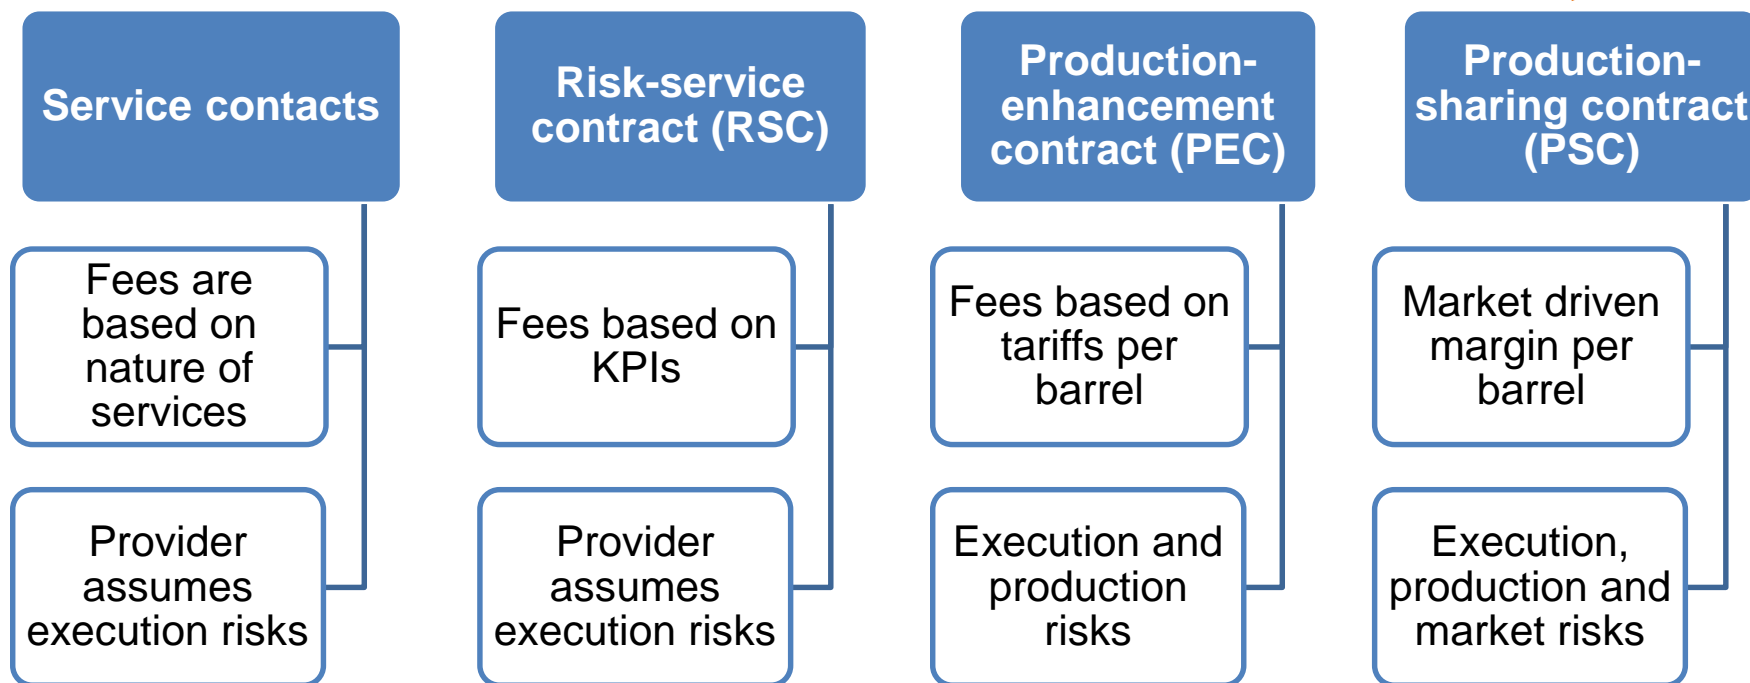 Service contacts
Fees are
based on
nature of
services
Provider
assumes
execution risks
Risk-service
contract (RSC)
Fees based on
KPIs
Provider
assumes
execution risks
Production-
enhancement
contract (PEC)
Fees based on
tariffs per
barrel
Execution and
production
risks
Production-
sharing contract
(PSC)
Market driven
margin per
barrel
Execution,
production and
market risks